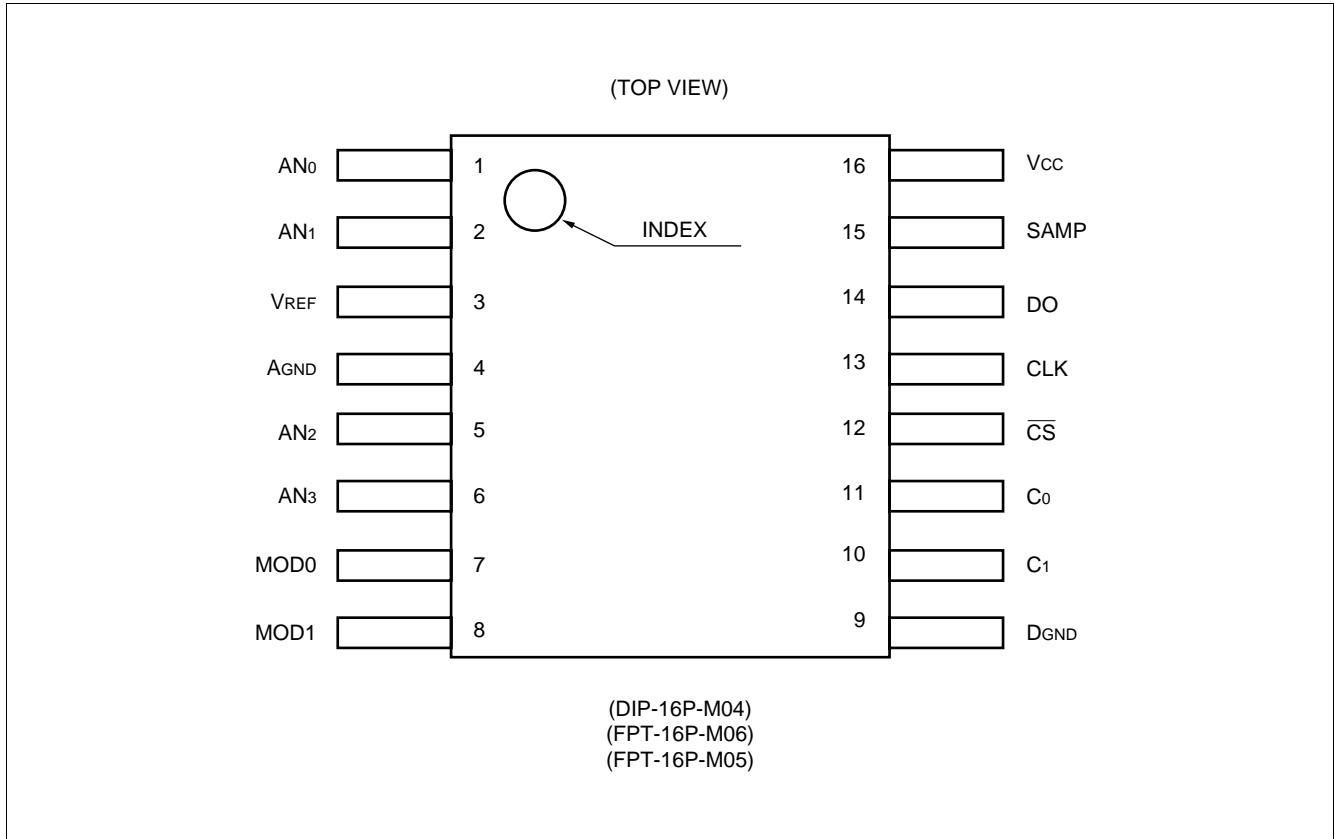 (TOP VIEW)
AN0 1 16 VCC
AN1 2 INDEX 15 SAMP
VREF 3 14 DO
AGND 4 13 CLK
AN2 5 12 C̅S̅
AN3 6 11 C0
MOD0 7 10 C1
MOD1 8 9 DGND
(DIP-16P-M04)
(FPT-16P-M06)
(FPT-16P-M05)